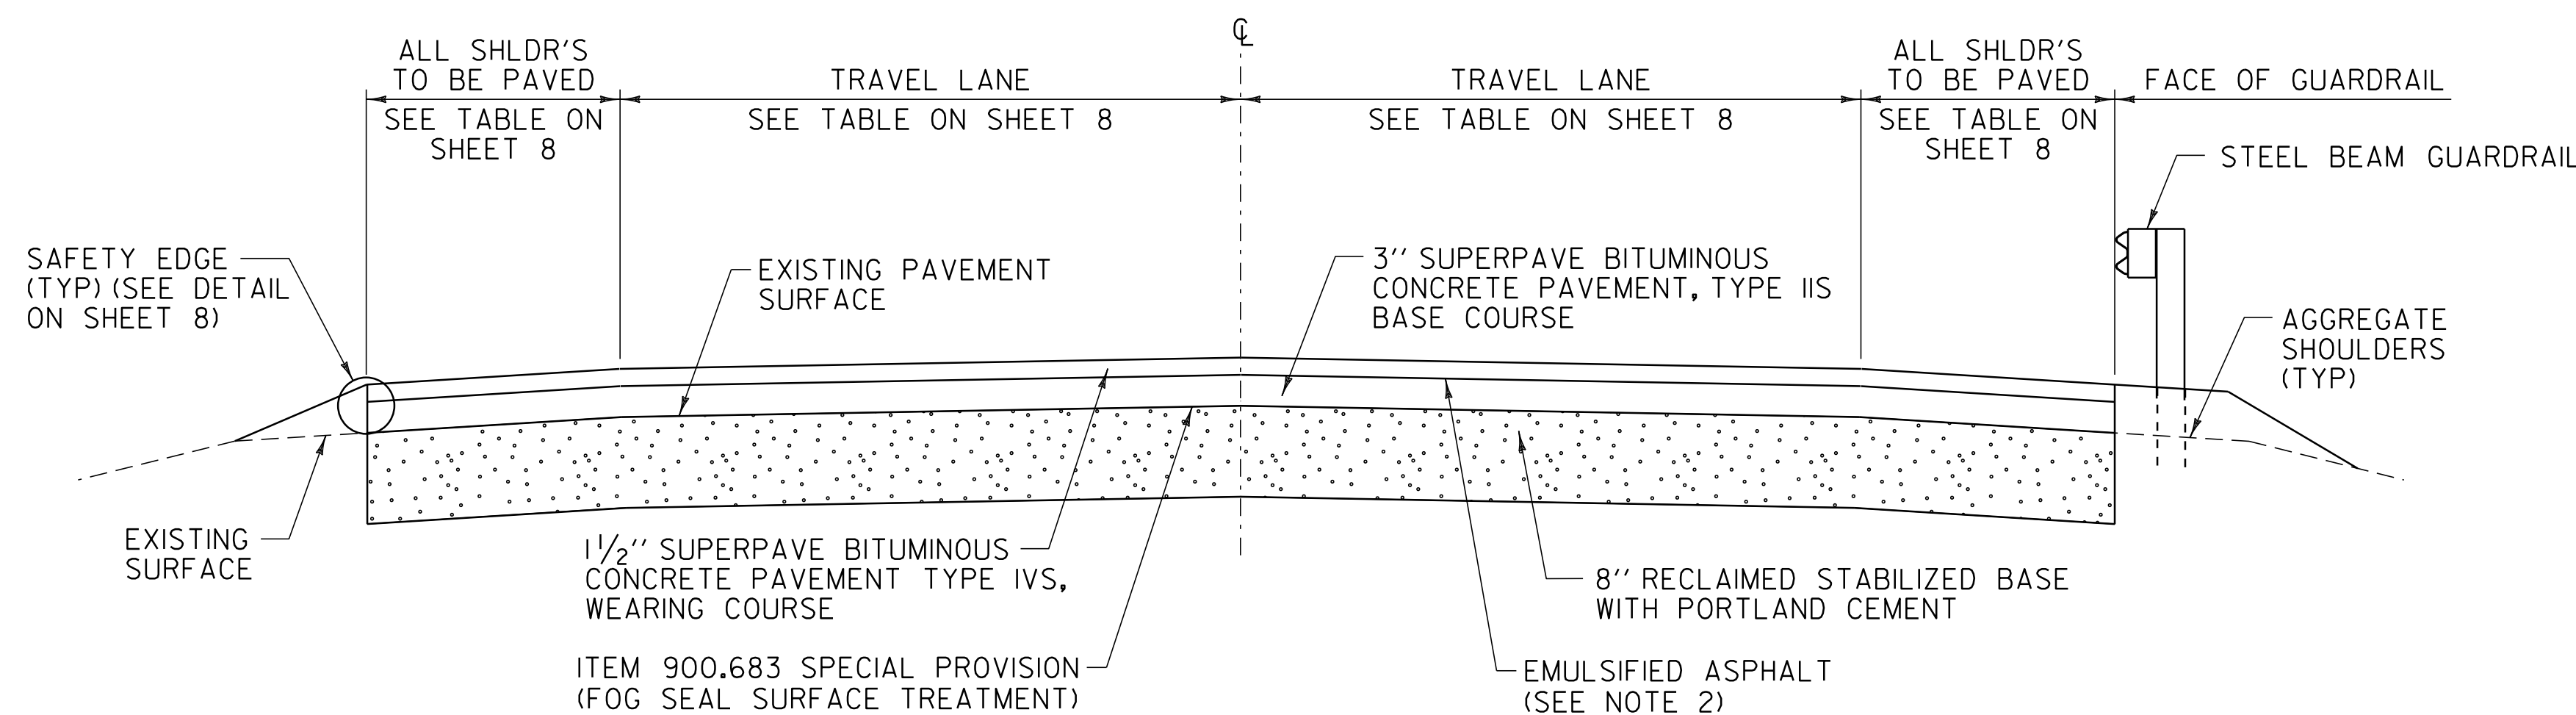 ℄
ALL SHLDR'S
TO BE PAVED
SEE TABLE ON
SHEET 8
TRAVEL LANE
SEE TABLE ON SHEET 8
TRAVEL LANE
SEE TABLE ON SHEET 8
ALL SHLDR'S
TO BE PAVED
SEE TABLE ON
SHEET 8
FACE OF GUARDRAIL
STEEL BEAM GUARDRAIL
SAFETY EDGE
(TYP) (SEE DETAIL
ON SHEET 8)
EXISTING PAVEMENT
SURFACE
3" SUPERPAVE BITUMINOUS
CONCRETE PAVEMENT, TYPE IIS
BASE COURSE
AGGREGATE
SHOULDERS
(TYP)
EXISTING
SURFACE
1 1/2" SUPERPAVE BITUMINOUS
CONCRETE PAVEMENT TYPE IVS,
WEARING COURSE
8" RECLAIMED STABILIZED BASE
WITH PORTLAND CEMENT
ITEM 900.683 SPECIAL PROVISION
(FOG SEAL SURFACE TREATMENT)
EMULSIFIED ASPHALT
(SEE NOTE 2)